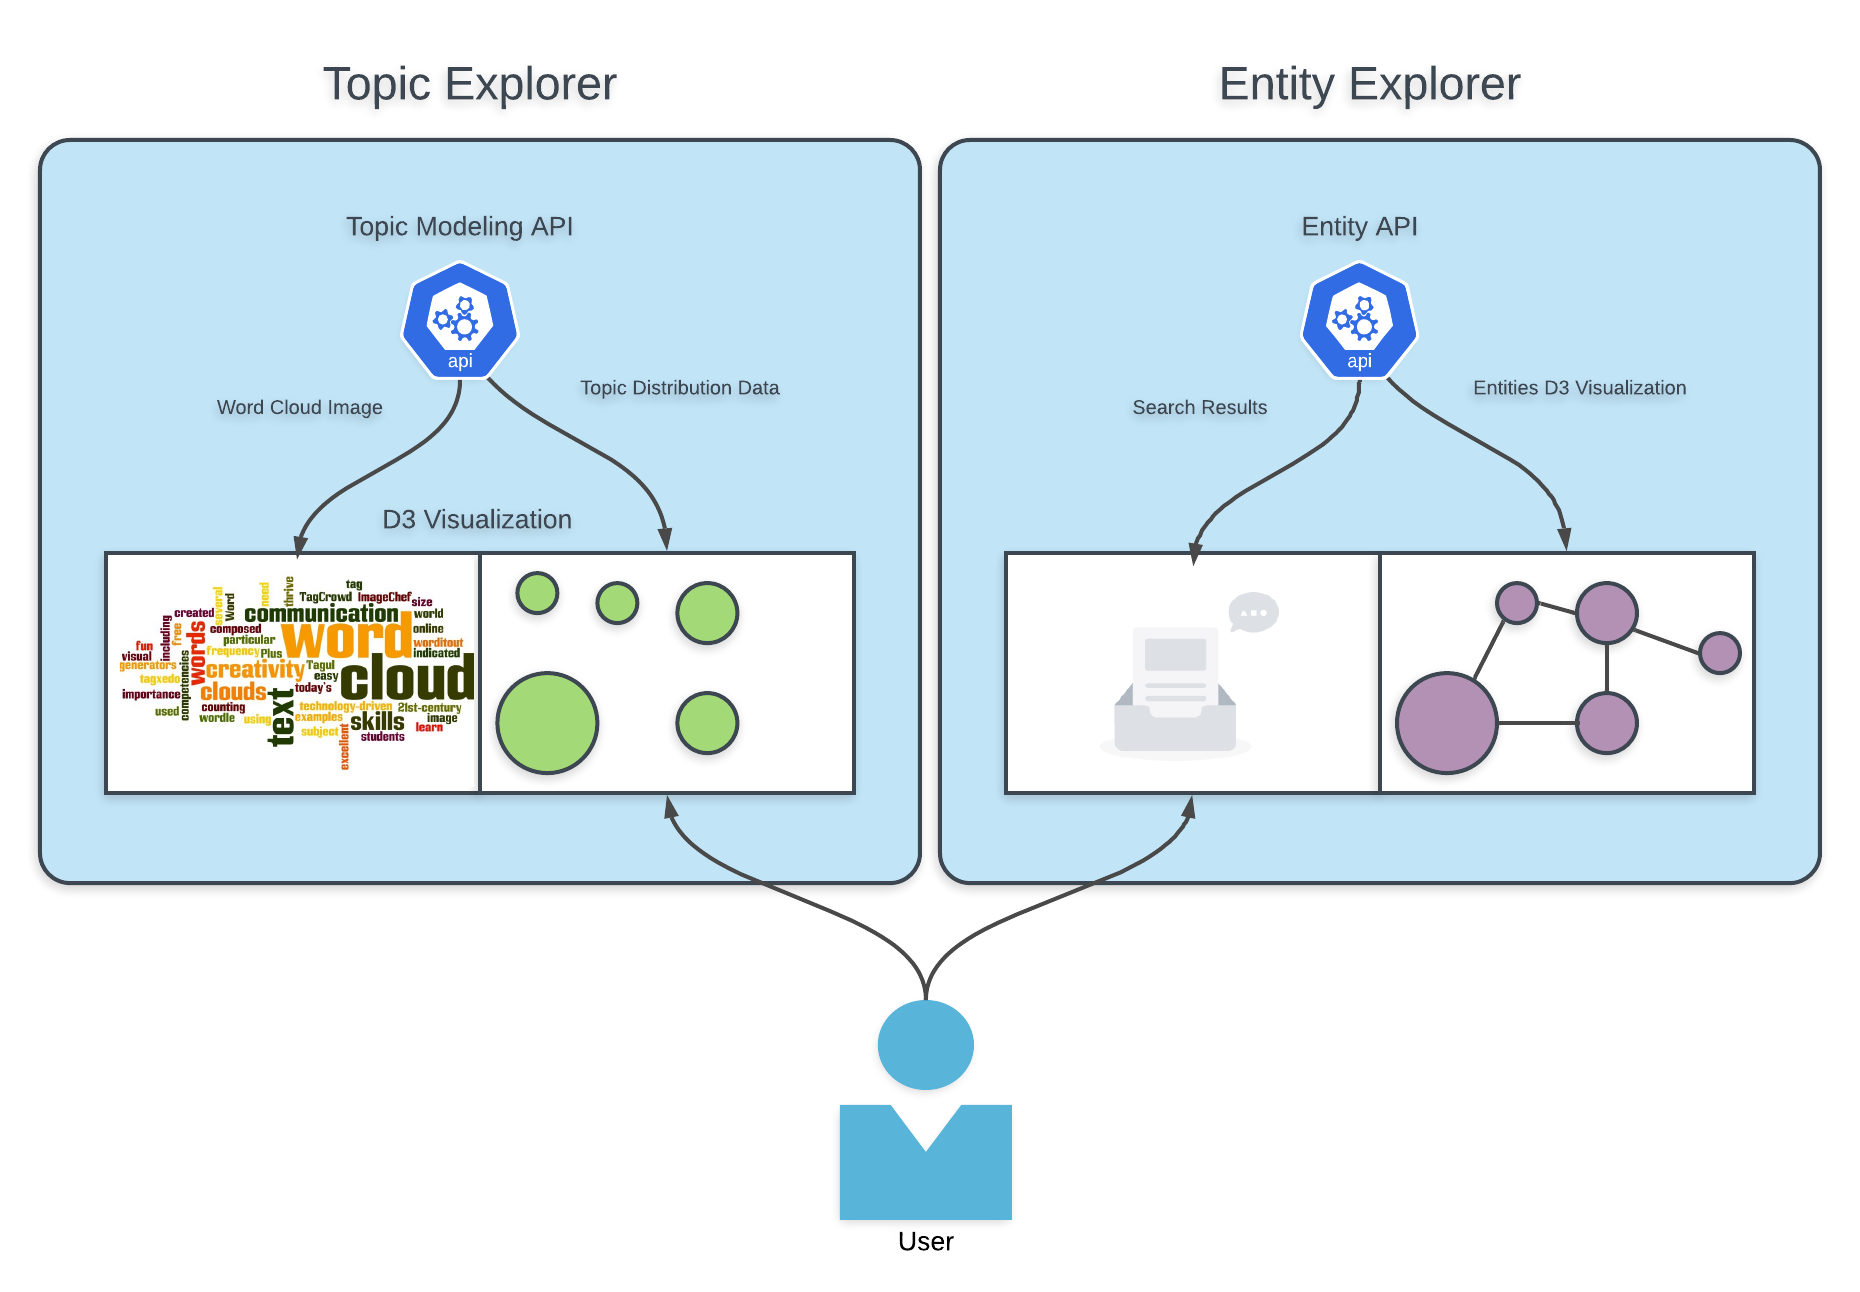 Topic Explorer
Entity Explorer
Topic Modeling API
Entity API
api
api
Word Cloud Image
Topic Distribution Data
Search Results
Entities D3 Visualization
D3 Visualization
several
Word
need
thrive
tag
TagCrowd
ImageChef
size
created
communication
world
including
free
words
composed
word
online
particular
worditout
fun
frequency
Plus
indicated
visual
generators
competencies
creativity
Tagul
cloud
tagxedo
easy
importance
clouds
text
today's
used
counting
technology-driven
21st-century
wordle
using
examples
skills
image
subject
learn
excellent
students
User